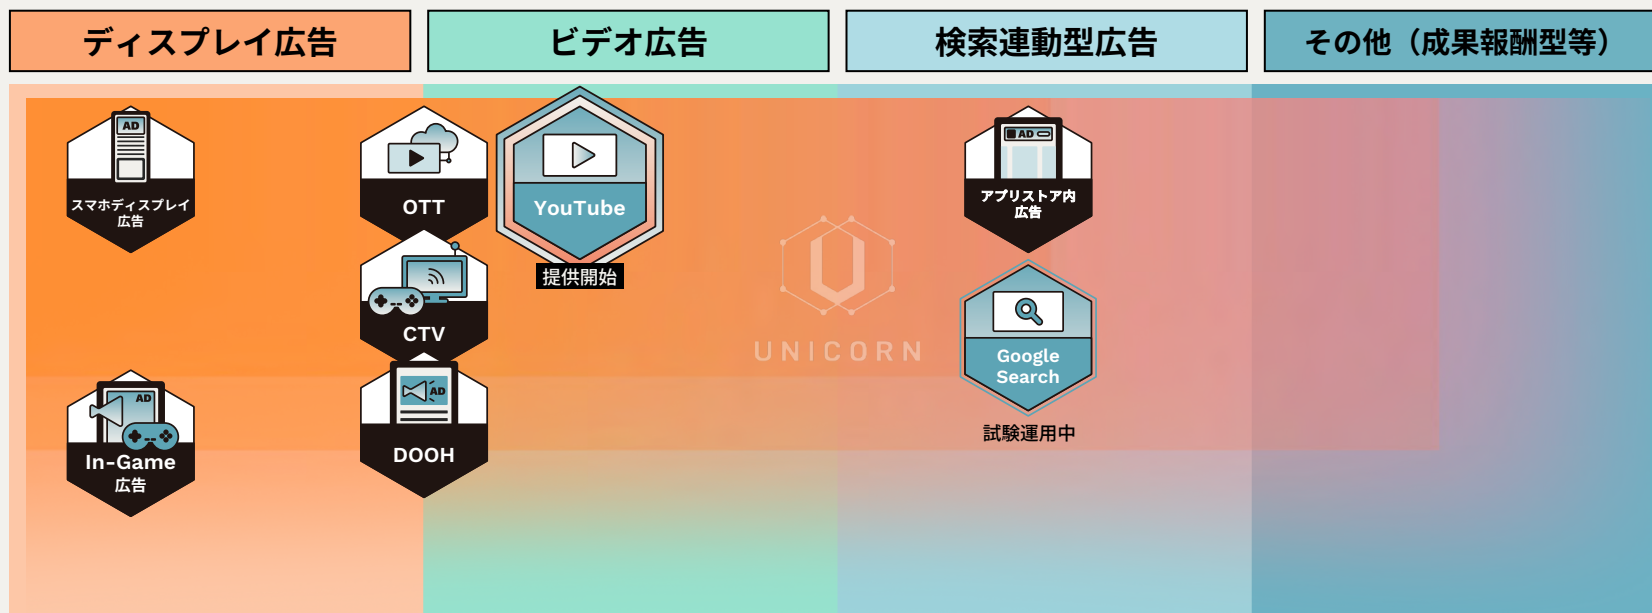 ディスプレイ広告
ビデオ広告
検索連動型広告
その他（成果報酬型等）
AD
スマホディスプレイ
広告
OTT
YouTube
提供開始
AD
アプリストア内
広告
CTV
UNICORN
Google
Search
試験運用中
AD
In-Game
広告
AD
DOOH